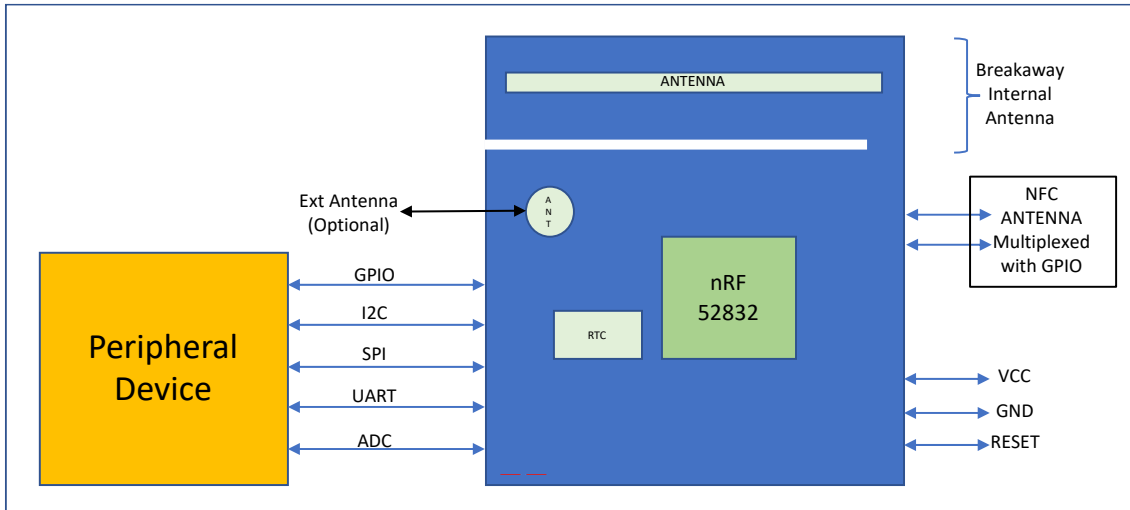 ANTENNA
Breakaway
Internal
Antenna
Ext Antenna
(Optional)
A
N
T
NFC
ANTENNA
Multiplexed
with GPIO
Peripheral
Device
GPIO
I2C
SPI
UART
ADC
nRF
52832
RTC
VCC
GND
RESET